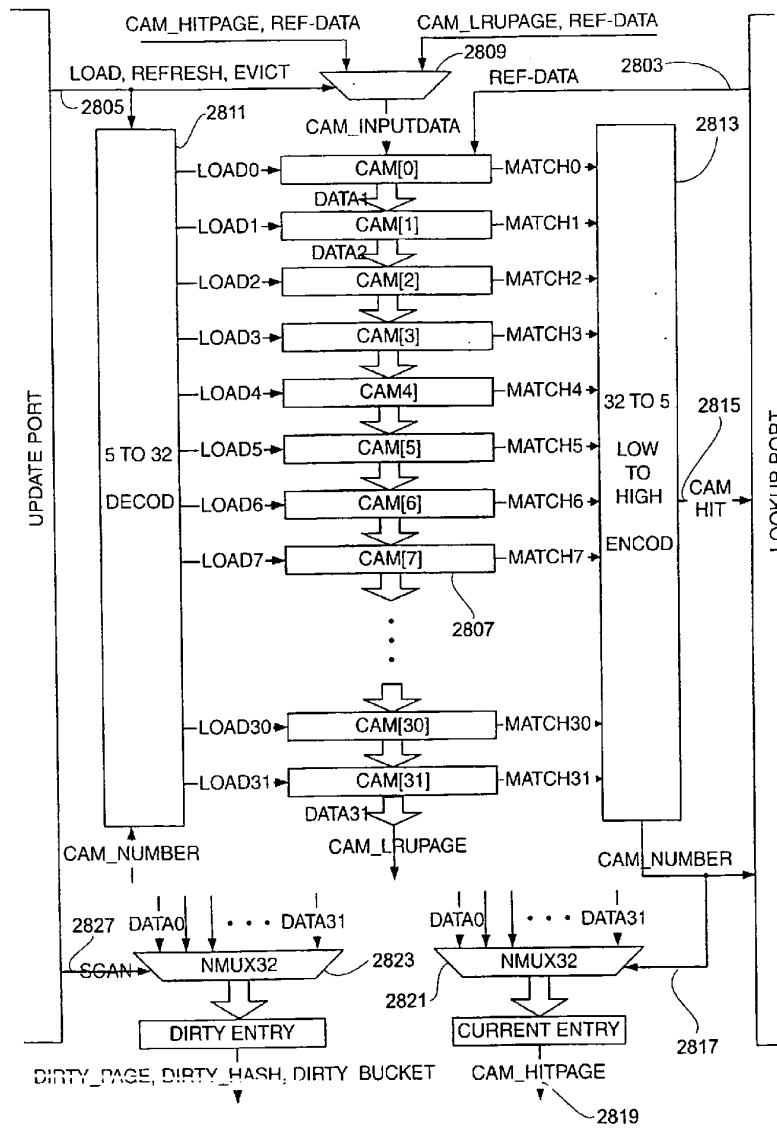 CAM_HITPAGE, REF-DATA
CAM_LRUPAGE, REF-DATA
2809
LOAD, REFRESH, EVICT
REF-DATA
2803
2805
2811
CAM_INPUTDATA
2813
LOAD0 CAM[0] MATCH0
DATA1
LOAD1 CAM[1] MATCH1
DATA2
LOAD2 CAM[2] MATCH2
LOAD3 CAM[3] MATCH3
LOAD4 CAM4] MATCH4
LOAD5 CAM[5] MATCH5
LOAD6 CAM[6] MATCH6
LOAD7 CAM[7] MATCH7
UPDATE PORT
5 TO 32
DECOD
32 TO 5
LOW
TO
HIGH
ENCOD
2815
CAM
HIT
LOOKUP PORT
2807
LOAD30 CAM[30] MATCH30
LOAD31 CAM[31] MATCH31
DATA31
CAM_NUMBER
CAM_LRUPAGE
CAM_NUMBER
2827
DATA0 DATA31
DATA0 DATA31
SCAN
NMUX32
2823
NMUX32
2821
2817
DIRTY ENTRY
CURRENT ENTRY
DIRTY_PAGE, DIRTY_HASH, DIRTY BUCKET
CAM_HITPAGE
2819